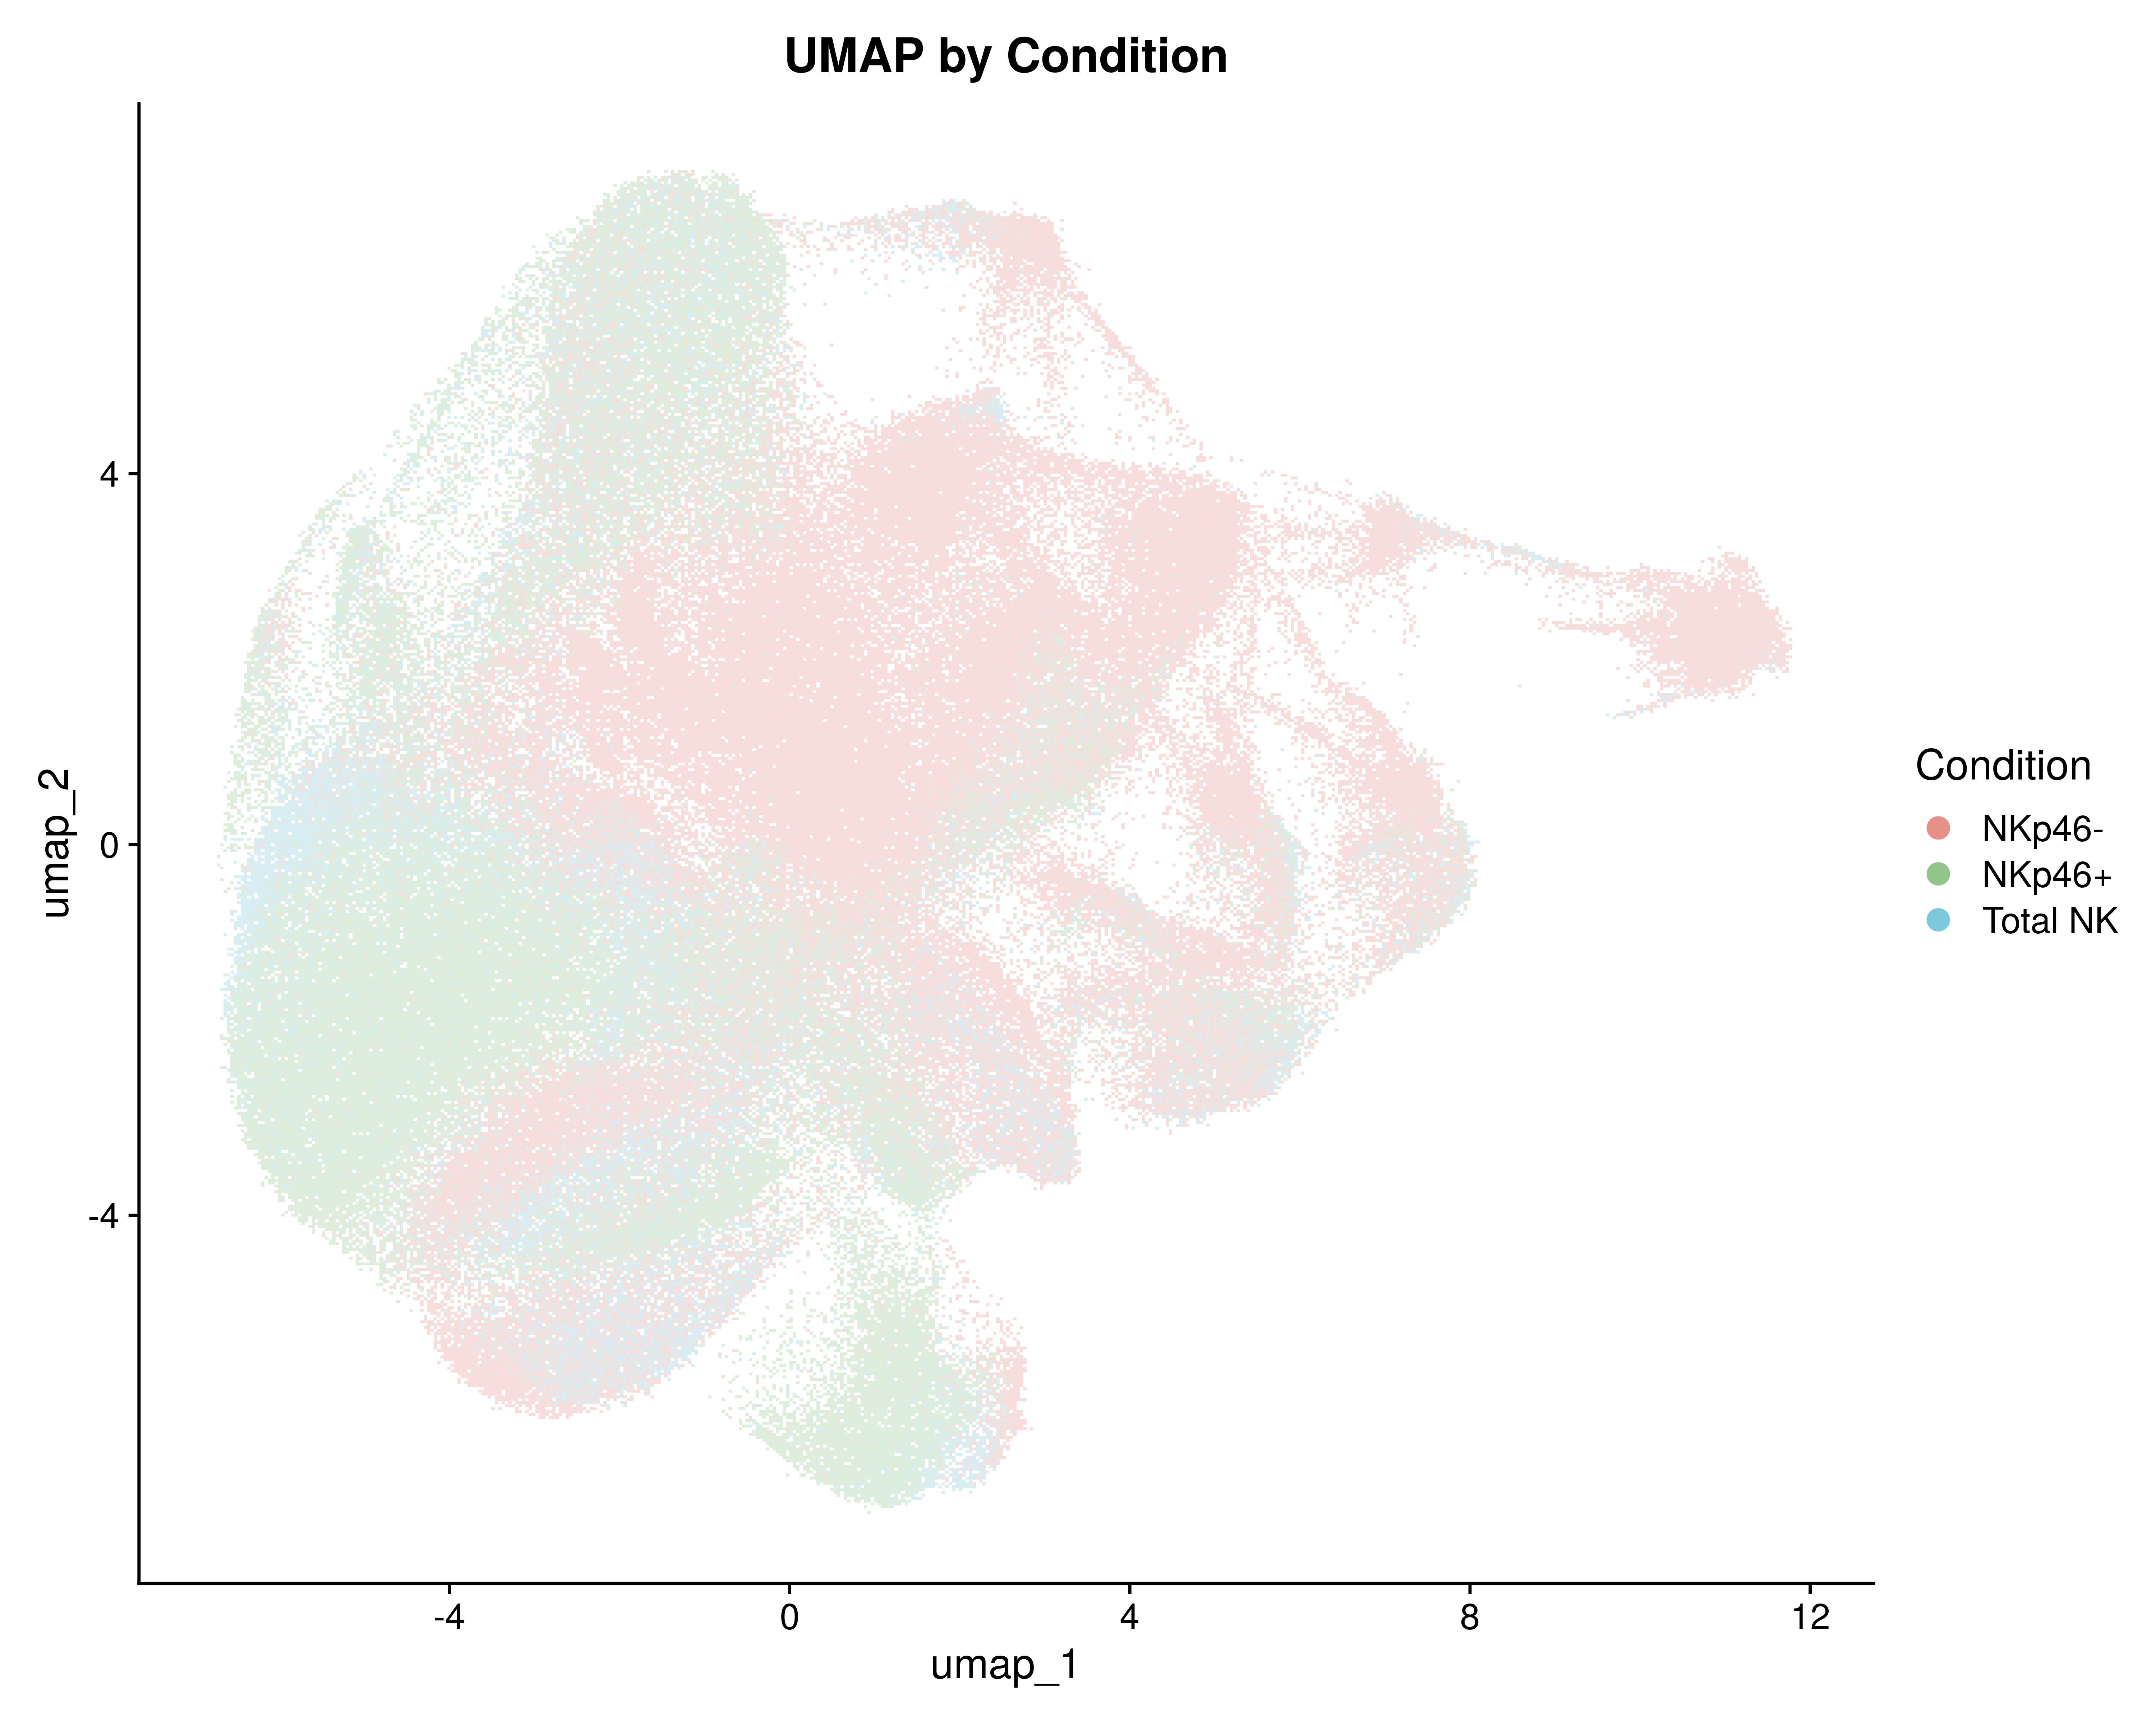 UMAP by Condition
4
0
-4
umap_2
-4
0
4
8
12
umap_1
Condition
NKp46-
NKp46+
Total NK